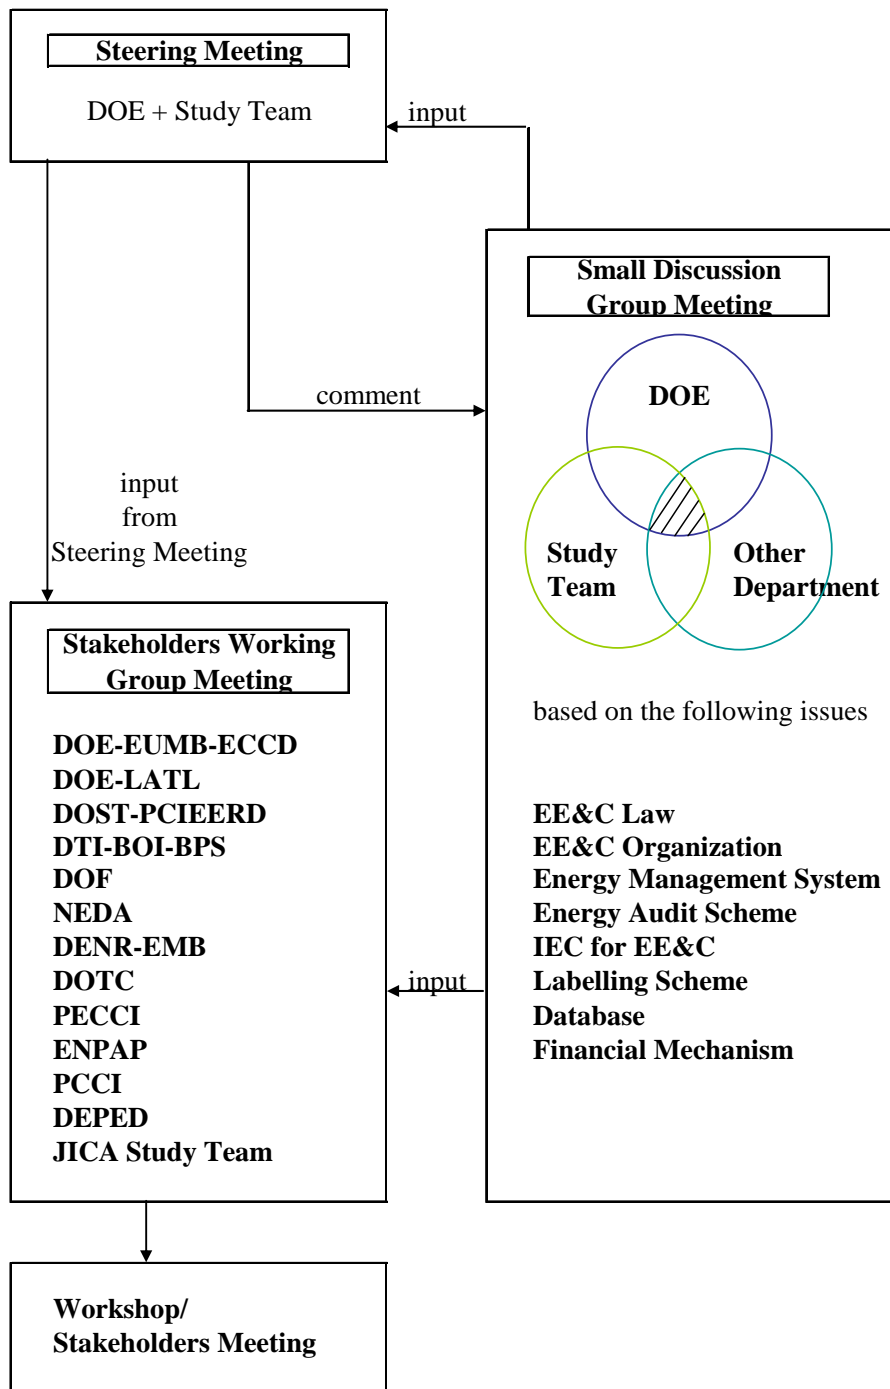 Steering Meeting
DOE + Study Team
input
comment
input
from
Steering Meeting
Small Discussion
Group Meeting
DOE
Study
Team
Other
Department
based on the following issues
EE&C Law
EE&C Organization
Energy Management System
Energy Audit Scheme
IEC for EE&C
Labelling Scheme
Database
Financial Mechanism
input
Stakeholders Working
Group Meeting
DOE-EUMB-ECCD
DOE-LATL
DOST-PCIEERD
DTI-BOI-BPS
DOF
NEDA
DENR-EMB
DOTC
PECCI
ENPAP
PCCI
DEPED
JICA Study Team
Workshop/
Stakeholders Meeting